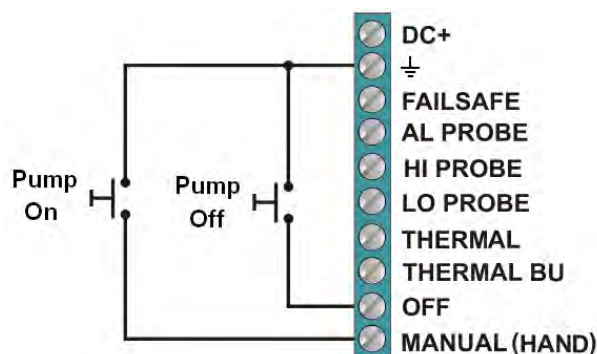 DC+
FAILSAFE
AL PROBE
HI PROBE
LO PROBE
THERMAL
THERMAL BU
OFF
MANUAL (HAND)
Pump
On
Pump
Off